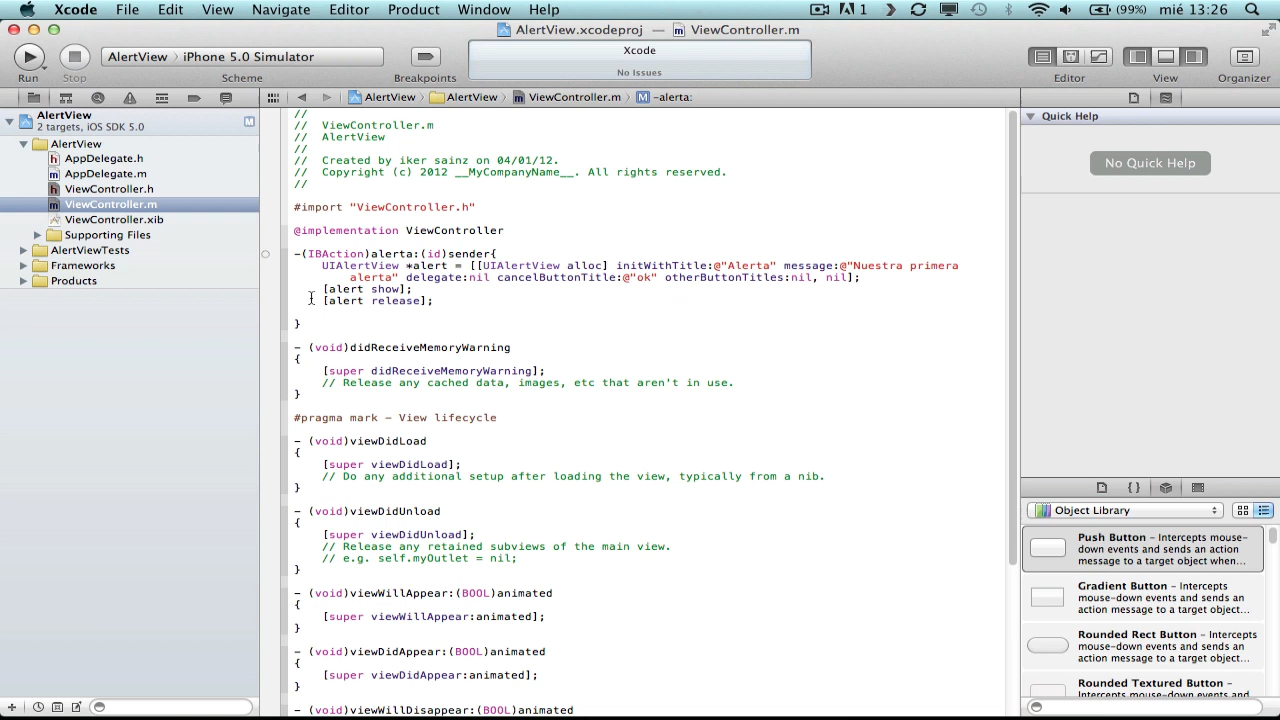 Xcode File Edit View Navigate Editor Product Window Help 1 (99%) mié 13:26
AlertView.xcodeproj — ViewController.m
AlertView › iPhone 5.0 Simulator
Xcode
No Issues
Run Stop Scheme Breakpoints Editor View Organizer
AlertView › AlertView › ViewController.m › M -alerta:
AlertView M
2 targets, iOS SDK 5.0
AlertView
AppDelegate.h
AppDelegate.m
ViewController.h
ViewController.m
ViewController.xib
Supporting Files
AlertViewTests
Frameworks
Products
//
// ViewController.m
// AlertView
//
// Created by iker sainz on 04/01/12.
// Copyright (c) 2012 __MyCompanyName__. All rights reserved.
//
#import "ViewController.h"
@implementation ViewController
-(IBAction)alerta:(id)sender{
UIAlertView *alert = [[UIAlertView alloc] initWithTitle:@"Alerta" message:@"Nuestra primera
alerta" delegate:nil cancelButtonTitle:@"ok" otherButtonTitles:nil, nil];
[alert show];
[alert release];
}
- (void)didReceiveMemoryWarning
{
[super didReceiveMemoryWarning];
// Release any cached data, images, etc that aren't in use.
}
#pragma mark - View lifecycle
- (void)viewDidLoad
{
[super viewDidLoad];
// Do any additional setup after loading the view, typically from a nib.
}
- (void)viewDidUnload
{
[super viewDidUnload];
// Release any retained subviews of the main view.
// e.g. self.myOutlet = nil;
}
- (void)viewWillAppear:(BOOL)animated
{
[super viewWillAppear:animated];
}
- (void)viewDidAppear:(BOOL)animated
{
[super viewDidAppear:animated];
}
- (void)viewWillDisappear:(BOOL)animated
Quick Help
No Quick Help
{ }
Object Library
Push Button – Intercepts mouse-
down events and sends an action
message to a target object when...
Gradient Button – Intercepts
mouse-down events and sends an
action message to a target object...
Rounded Rect Button – Intercepts
mouse-down events and sends an
action message to a target object...
Rounded Textured Button –
Intercepts mouse-down events and